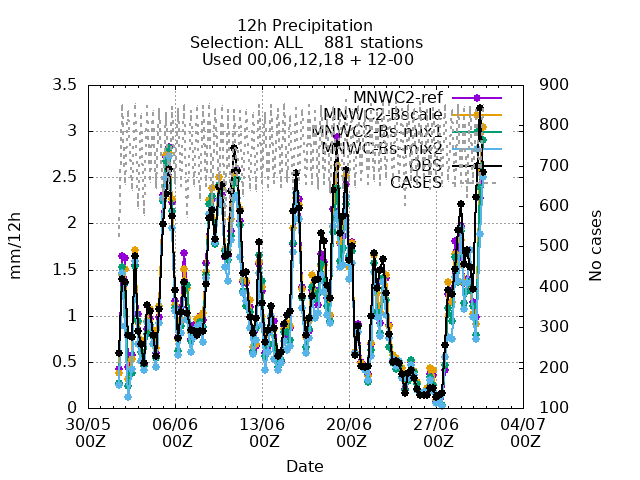 12h Precipitation
Selection: ALL    881 stations
Used 00,06,12,18 + 12-00
MNWC2-ref
MNWC2-Bscale
MNWC2-Bs-mix1
MNWC-Bs-mix2
OBS
CASES
3.5
3
2.5
2
1.5
1
0.5
0
mm/12h
900
800
700
600
500
400
300
200
100
No cases
30/05 06/06 13/06 20/06 27/06 04/07
00Z 00Z 00Z 00Z 00Z 00Z
Date